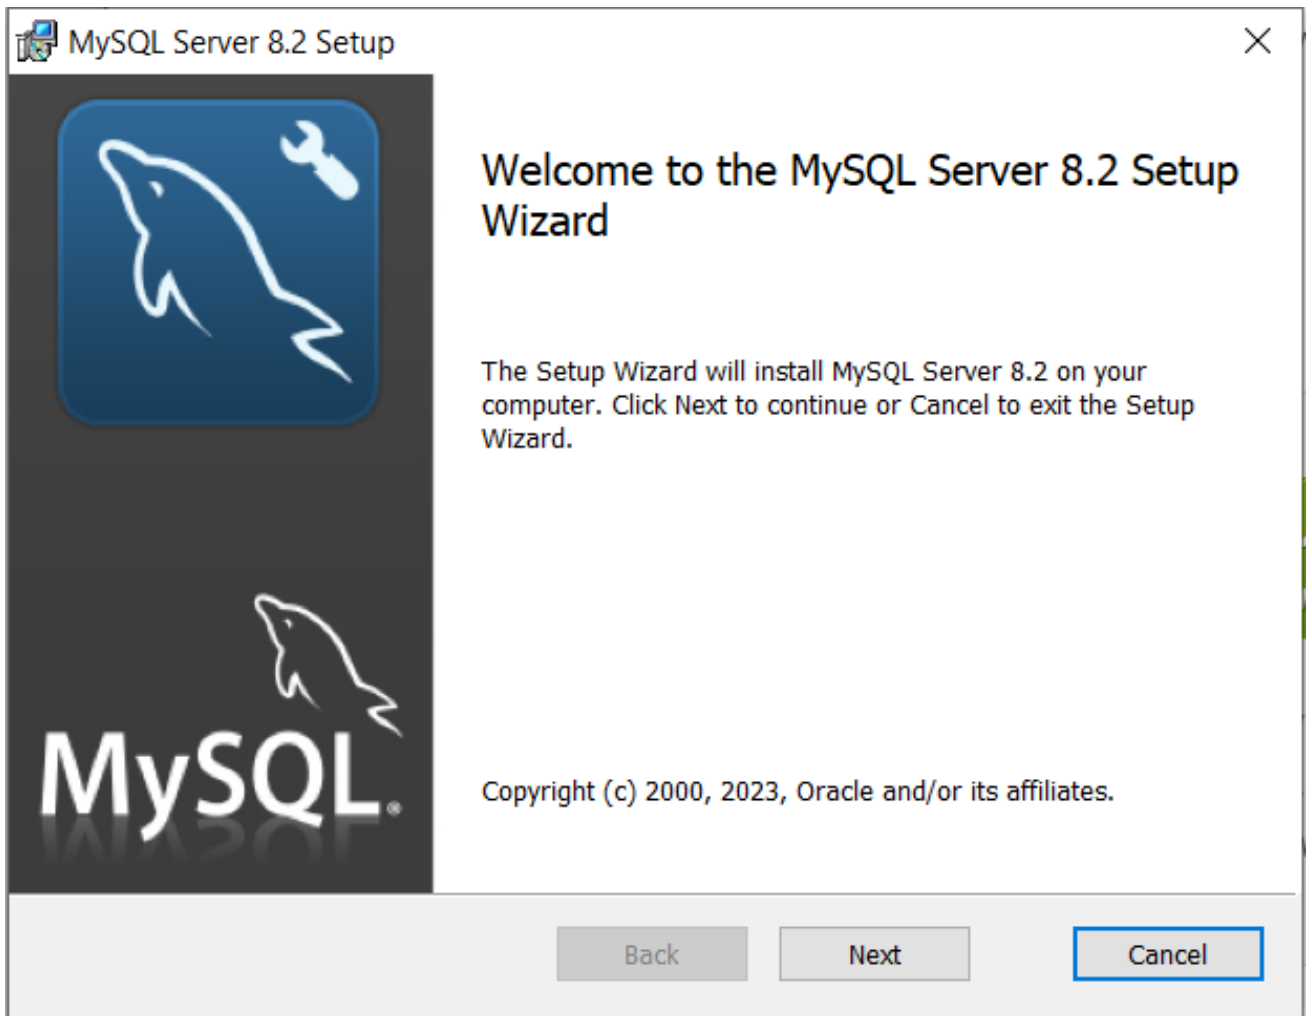 MySQL Server 8.2 Setup
Welcome to the MySQL Server 8.2 Setup
Wizard
The Setup Wizard will install MySQL Server 8.2 on your
computer. Click Next to continue or Cancel to exit the Setup
Wizard.
MySQL®
Copyright (c) 2000, 2023, Oracle and/or its affiliates.
Back
Next
Cancel